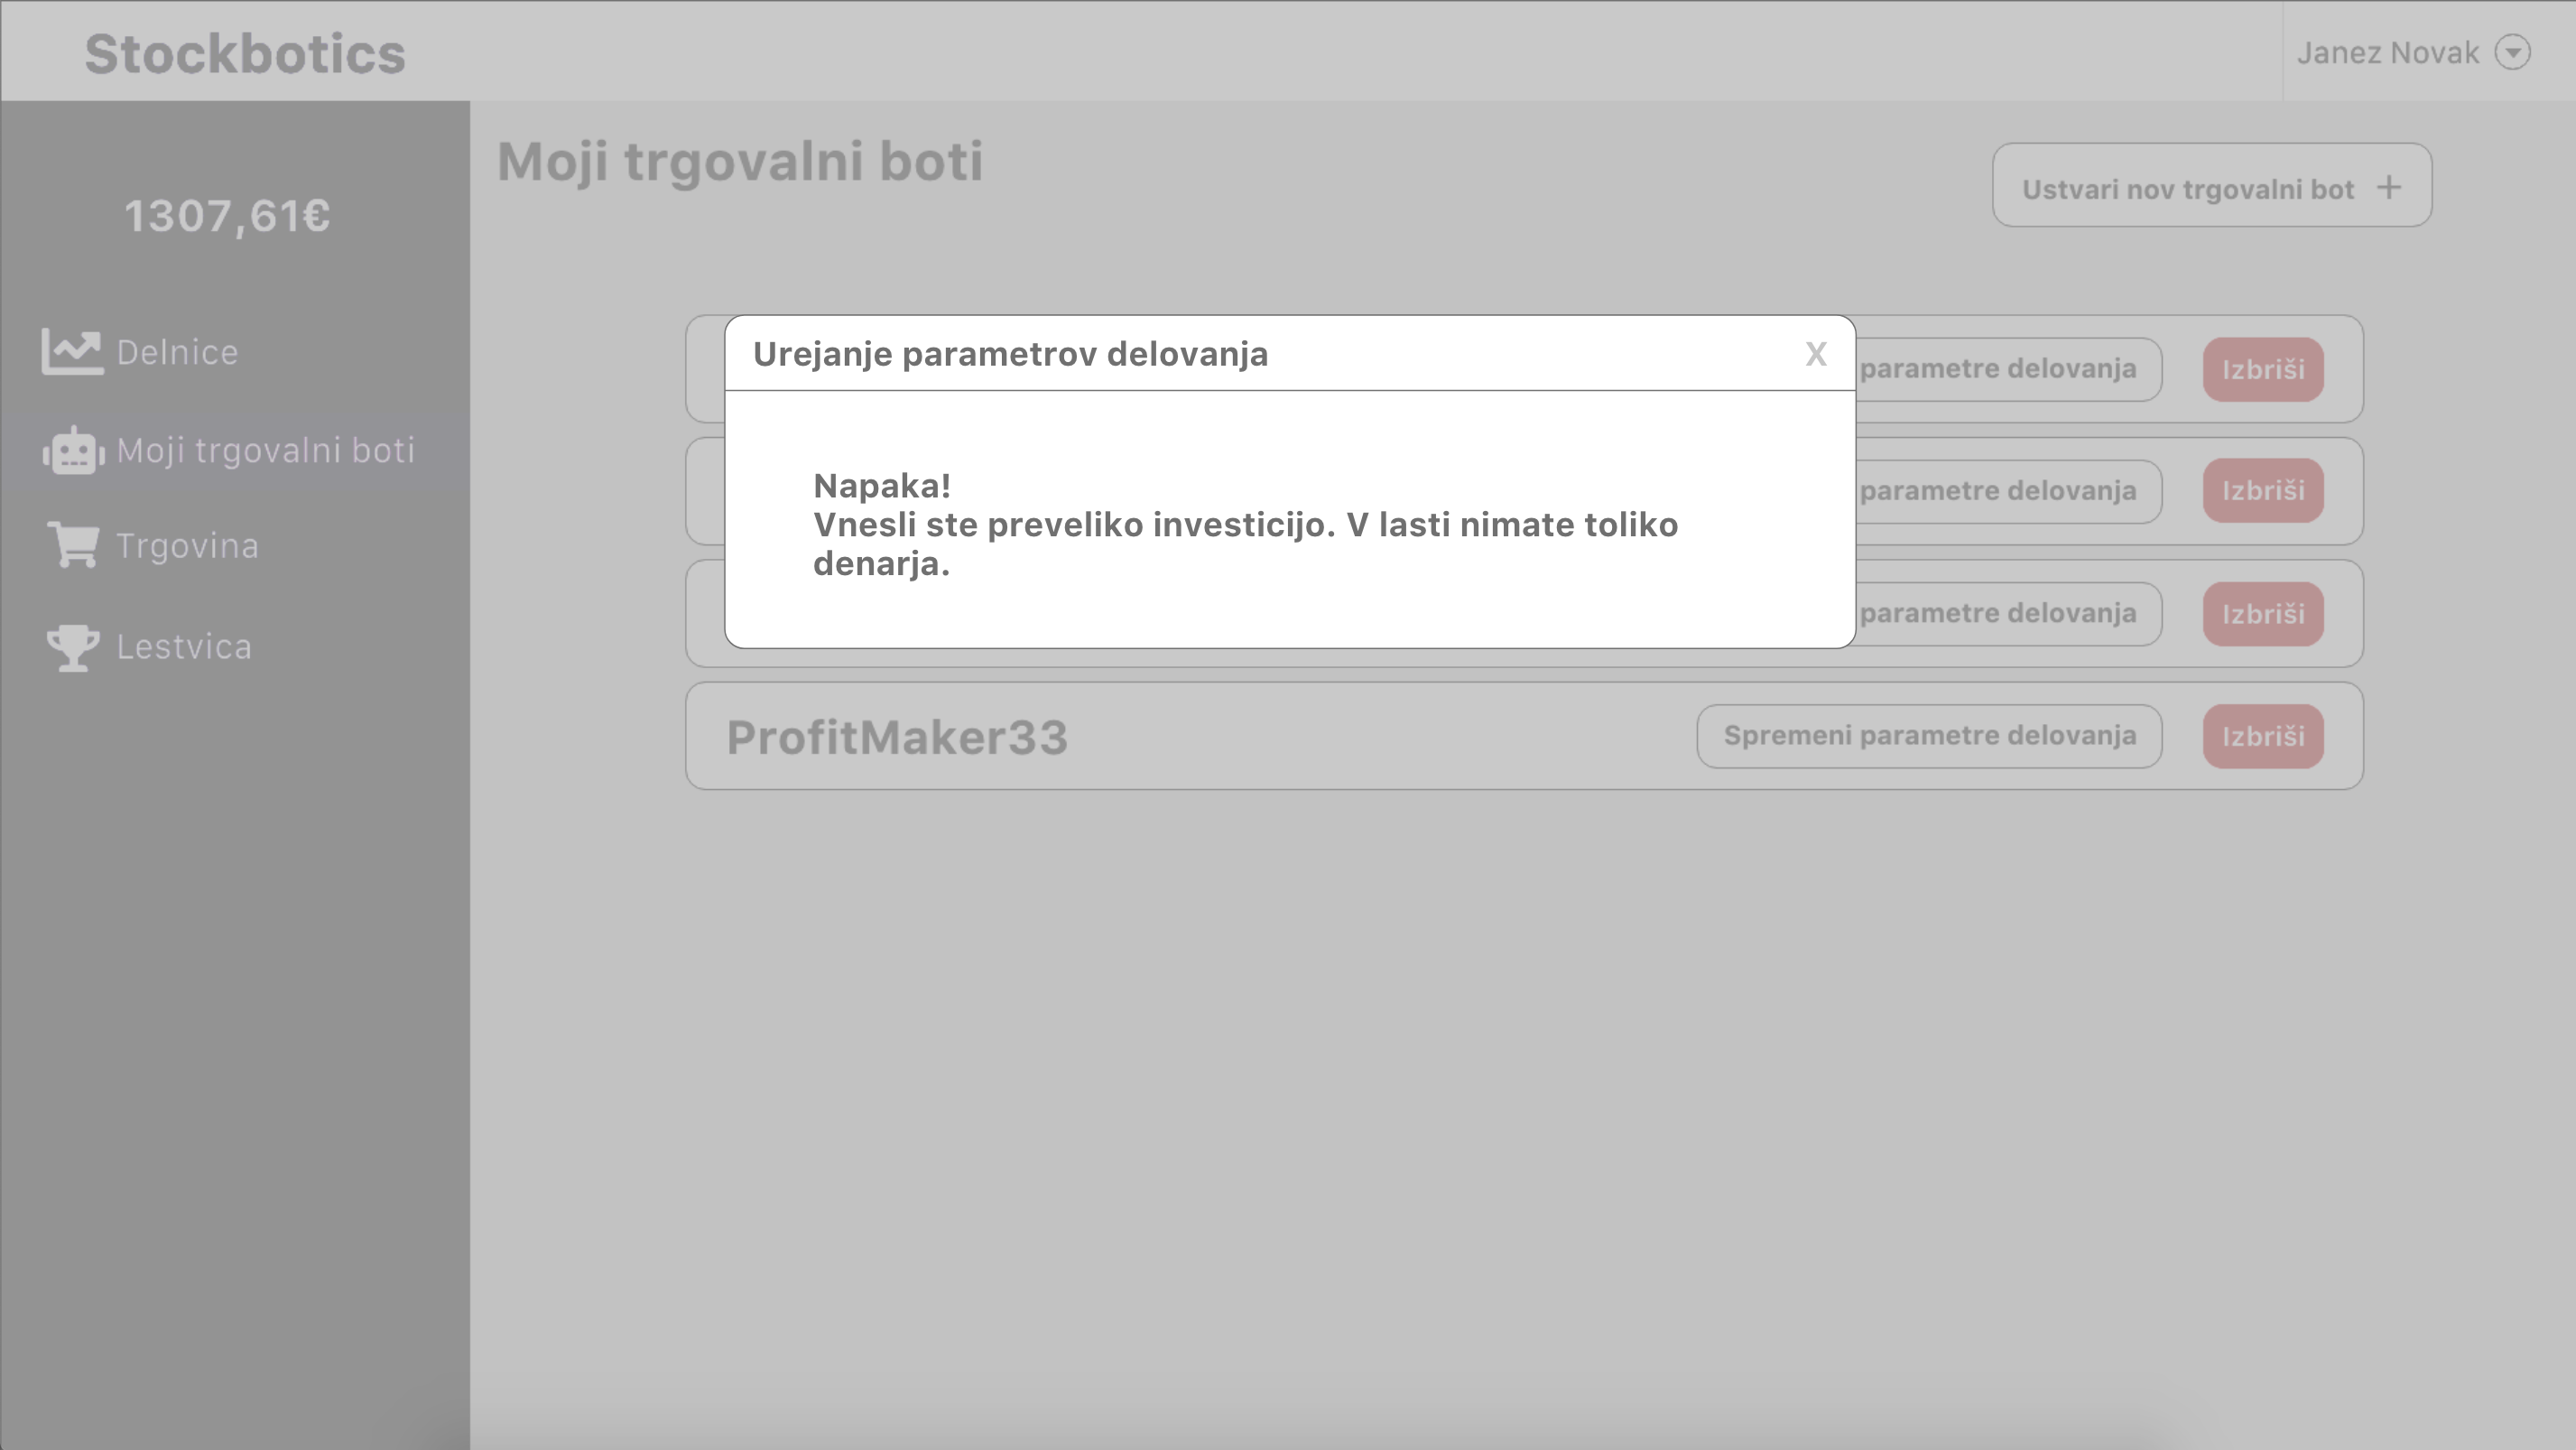 Stockbotics
Janez Novak
1307,61€
Delnice
Moji trgovalni boti
Trgovina
Lestvica
Moji trgovalni boti
Ustvari nov trgovalni bot +
Urejanje parametrov delovanja X
Napaka!
Vnesli ste preveliko investicijo. V lasti nimate toliko
denarja.
parametre delovanja Izbriši
parametre delovanja Izbriši
parametre delovanja Izbriši
ProfitMaker33 Spremeni parametre delovanja Izbriši